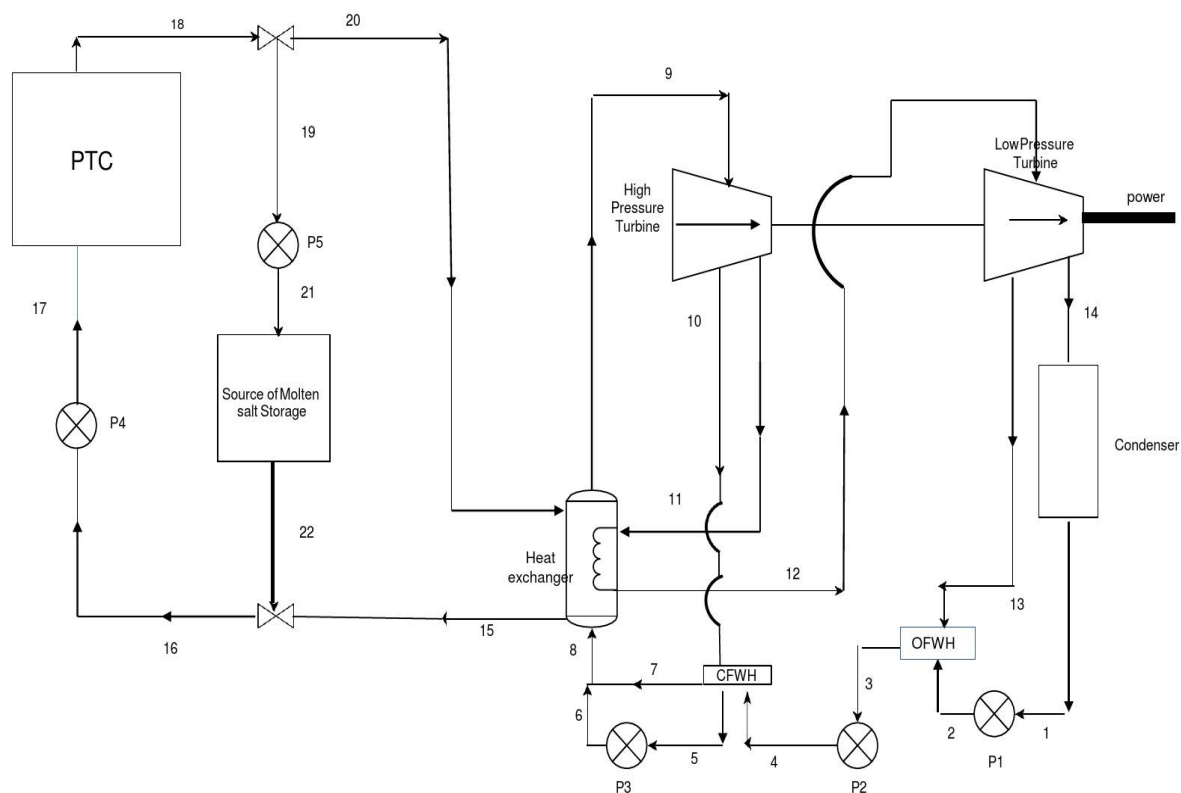 18
20
9
19
PTC
Low Pressure
Turbine
High
Pressure
Turbine
power
P5
17
21
10
14
Source of Molten
salt Storage
P4
Condenser
11
22
Heat
exchanger
12
13
15
16
8
OFWH
7
CFWH
3
6
5
4
2
1
P3
P2
P1